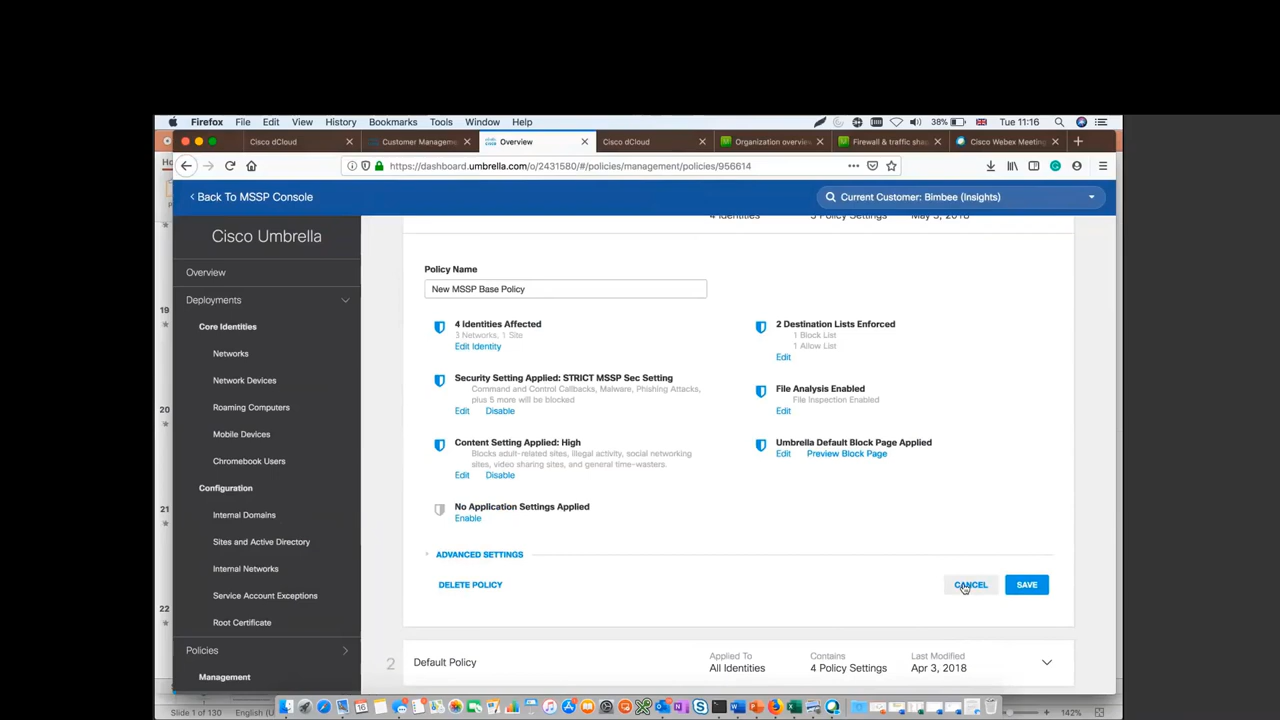 Firefox File Edit View History Bookmarks Tools Window Help 38% Tue 11:16
Cisco dCloud Customer Manageme Overview Cisco dCloud Organization overvie Firewall & traffic sha Cisco Webex Meeting
https://dashboard.umbrella.com/o/2431580/#/policies/management/policies/956614
Back To MSSP Console Current Customer: Bimbee (Insights)
Cisco Umbrella
Overview
Deployments
Core Identities
Networks
Network Devices
Roaming Computers
Mobile Devices
Chromebook Users
Configuration
Internal Domains
Sites and Active Directory
Internal Networks
Service Account Exceptions
Root Certificate
Policies
Management
19
20
21
22
4 Identities 3 Policy Settings May 3, 2018
Policy Name
New MSSP Base Policy
4 Identities Affected
3 Networks, 1 Site
Edit Identity
Security Setting Applied: STRICT MSSP Sec Setting
Command and Control Callbacks, Malware, Phishing Attacks,
plus 5 more will be blocked
Edit Disable
Content Setting Applied: High
Blocks adult-related sites, illegal activity, social networking
sites, video sharing sites, and general time-wasters.
Edit Disable
No Application Settings Applied
Enable
2 Destination Lists Enforced
1 Block List
1 Allow List
Edit
File Analysis Enabled
File Inspection Enabled
Edit
Umbrella Default Block Page Applied
Edit Preview Block Page
ADVANCED SETTINGS
DELETE POLICY CANCEL SAVE
2 Default Policy
Applied To
All Identities
Contains
4 Policy Settings
Last Modified
Apr 3, 2018
Slide 1 of 130 English (U 142%